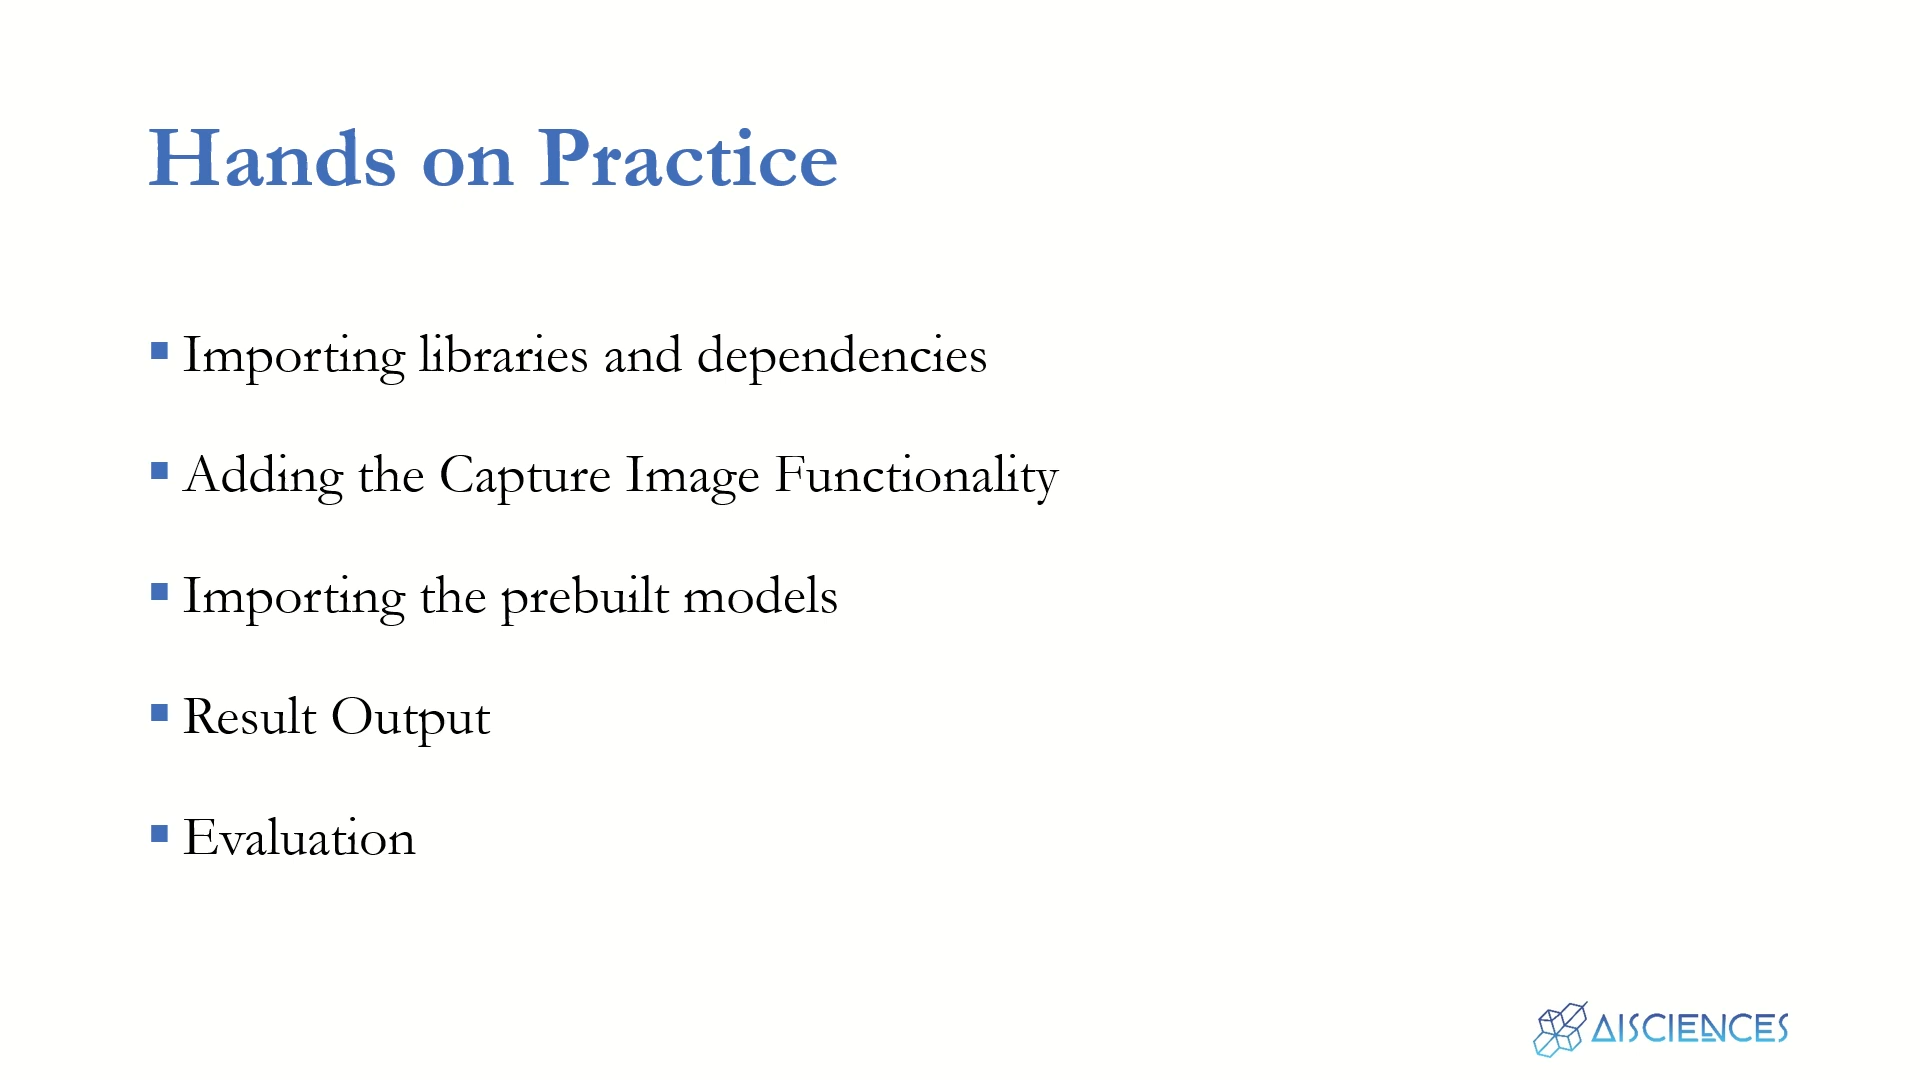 Hands on Practice
Importing libraries and dependencies
Adding the Capture Image Functionality
Importing the prebuilt models
Result Output
Evaluation
AISCIENCES